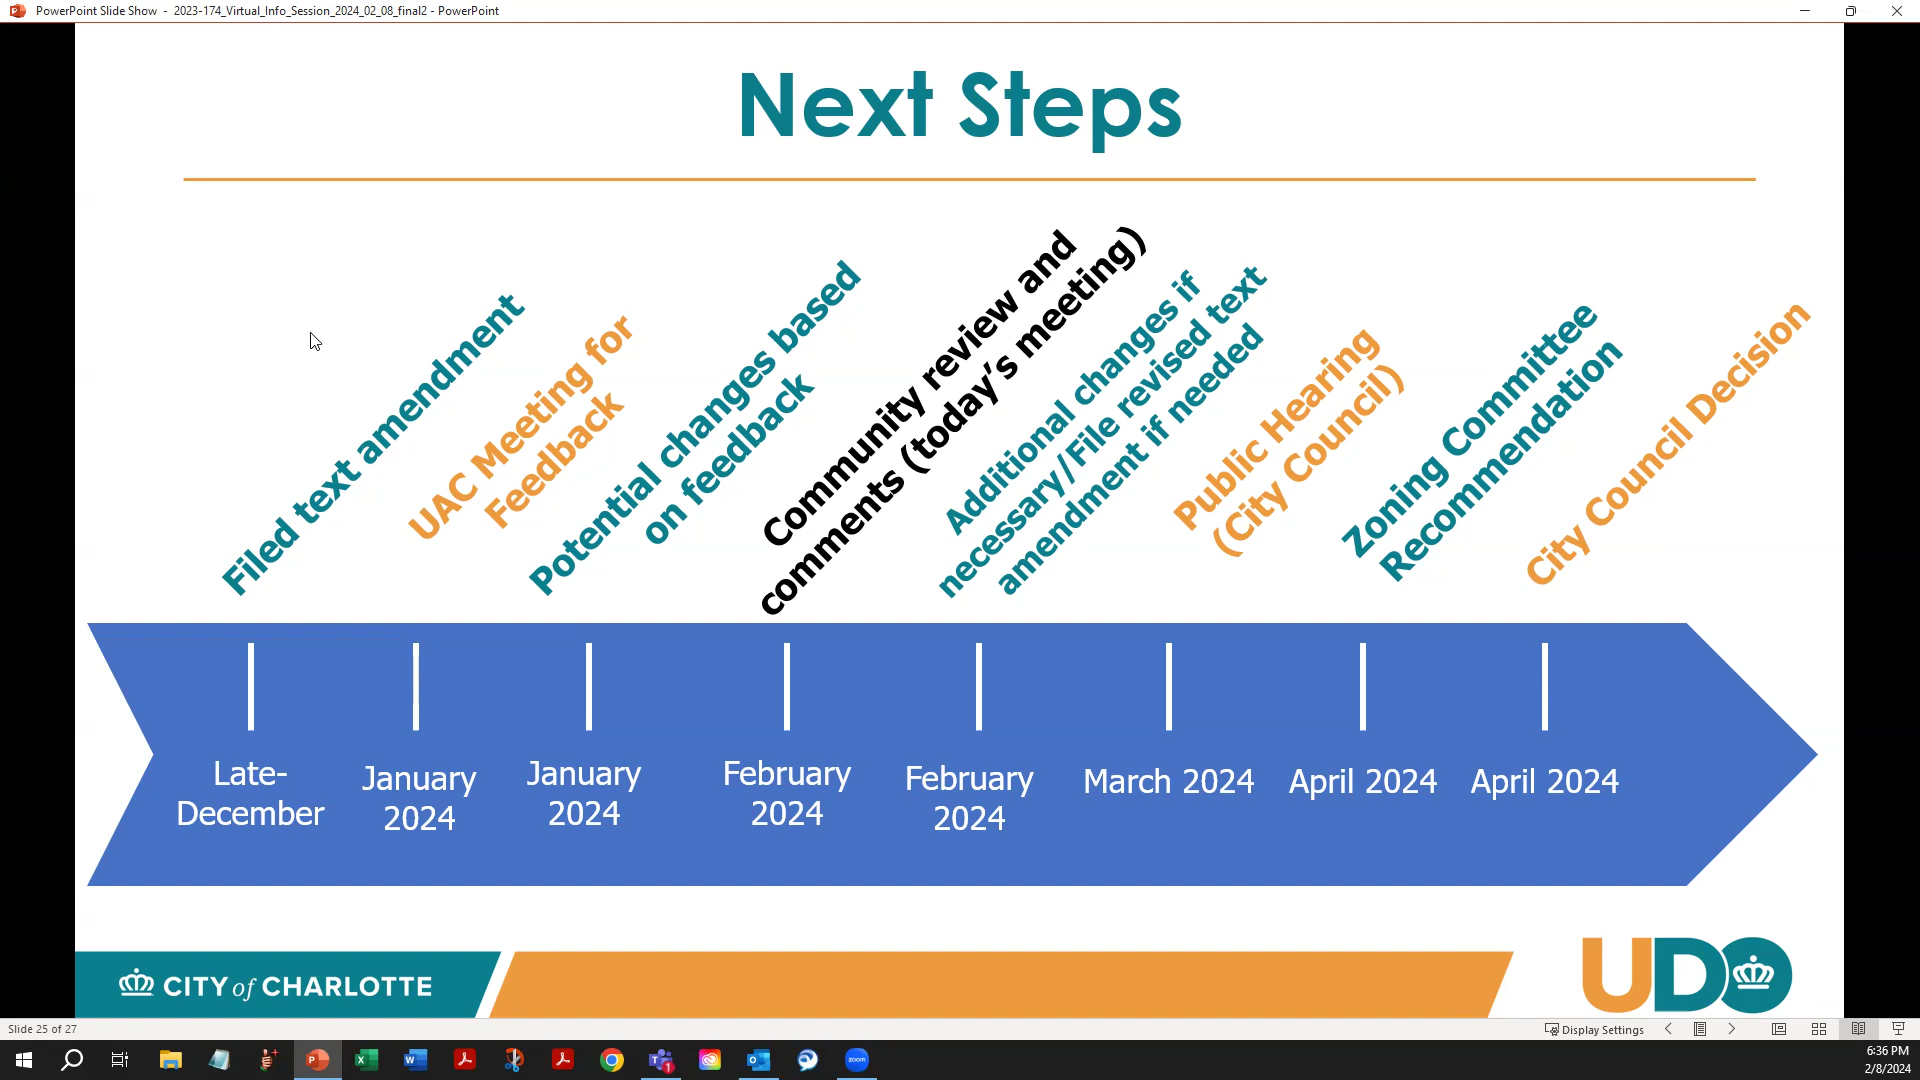 PowerPoint Slide Show - 2023-174_Virtual_Info_Session_2024_02_08_final2 - PowerPoint
Next Steps
Filed text amendment
UAC Meeting for
Feedback
Potential changes based
on feedback
Community review and
comments (today's meeting)
Additional changes if
necessary/File revised text
amendment if needed
Public Hearing
(City Council)
Zoning Committee
Recommendation
City Council Decision
Late-
December
January
2024
January
2024
February
2024
February
2024
March 2024
April 2024
April 2024
CITY of CHARLOTTE
UDO
Slide 25 of 27
Display Settings
zoom
1
6:36 PM
2/8/2024